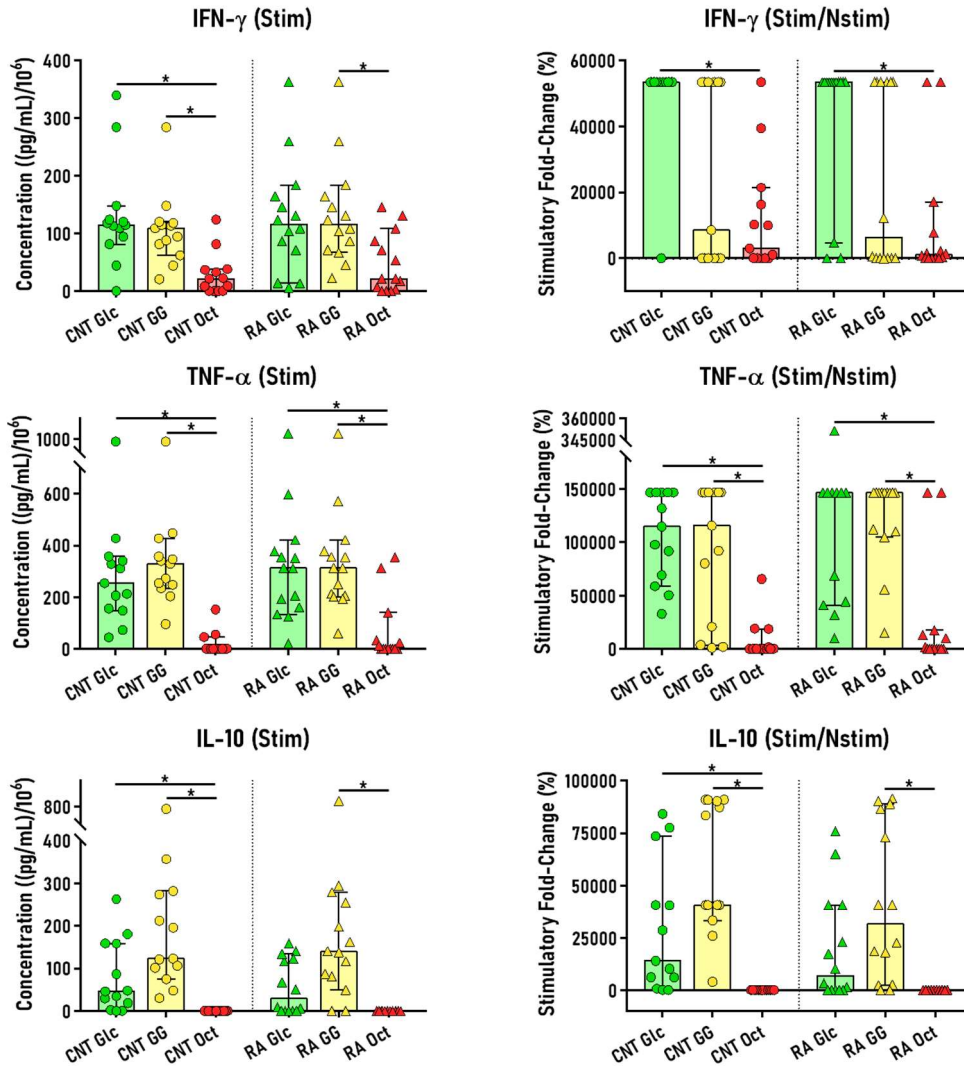 IFN-γ (Stim)
Concentration ((pg/mL)/10⁶)
400
300
200
100
0
*
*
*
CNT Glc
CNT GG
CNT Oct
RA Glc
RA GG
RA Oct
IFN-γ (Stim/Nstim)
Stimulatory Fold-Change (%)
60000
40000
20000
0
*
*
CNT Glc
CNT GG
CNT Oct
RA Glc
RA GG
RA Oct
TNF-α (Stim)
Concentration ((pg/mL)/10⁶)
1000
600
400
200
0
*
*
*
*
CNT Glc
CNT GG
CNT Oct
RA Glc
RA GG
RA Oct
TNF-α (Stim/Nstim)
Stimulatory Fold-Change (%)
360000
345000
150000
100000
50000
0
*
*
*
*
CNT Glc
CNT GG
CNT Oct
RA Glc
RA GG
RA Oct
IL-10 (Stim)
Concentration ((pg/mL)/10⁶)
800
400
300
200
100
0
*
*
*
CNT Glc
CNT GG
CNT Oct
RA Glc
RA GG
RA Oct
IL-10 (Stim/Nstim)
Stimulatory Fold-Change (%)
100000
75000
50000
25000
0
*
*
*
CNT Glc
CNT GG
CNT Oct
RA Glc
RA GG
RA Oct